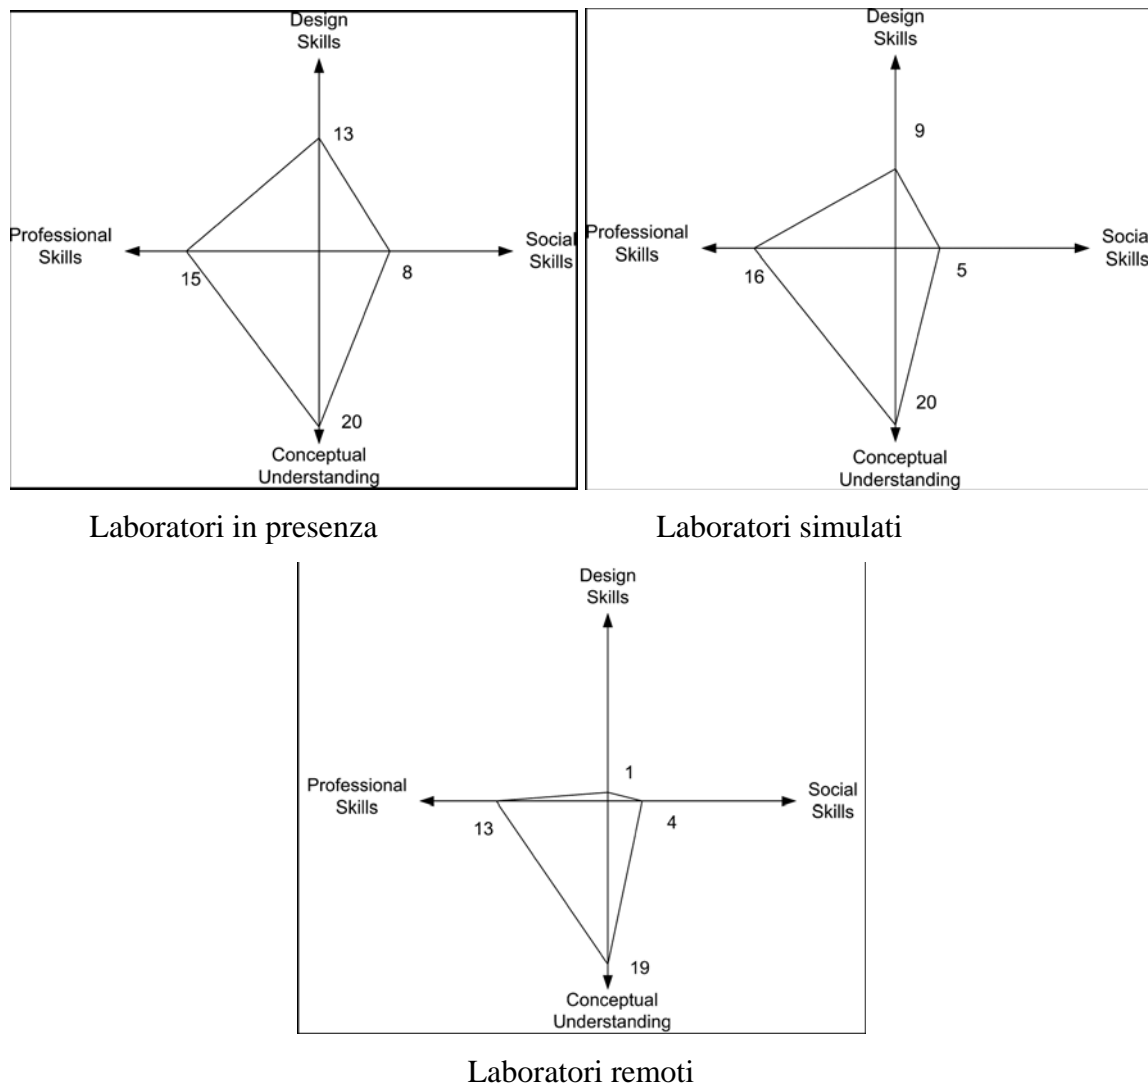 Design
Skills
13
Professional
Skills
Social
Skills
15
8
20
Conceptual
Understanding
Laboratori in presenza
Design
Skills
9
Professional
Skills
Socia
Skills
16
5
20
Conceptual
Understanding
Laboratori simulati
Design
Skills
1
Professional
Skills
Social
Skills
13
4
19
Conceptual
Understanding
Laboratori remoti